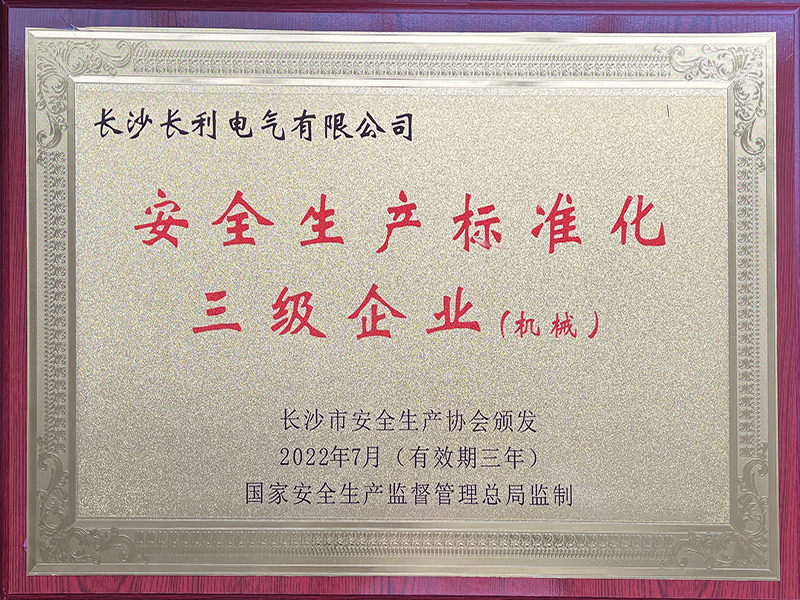 长沙长利电气有限公司
安全生产标准化
三级企业(机械)
长沙市安全生产协会颁发
2022年7月(有效期三年)
国家安全生产监督管理总局监制